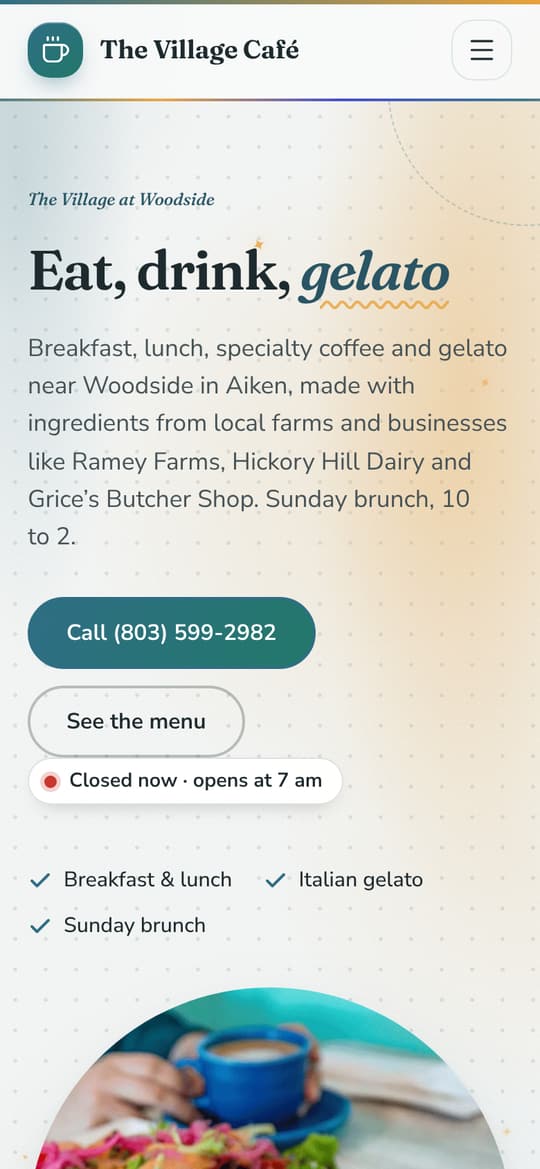 The Village Café
The Village at Woodside
Eat, drink, gelato
Breakfast, lunch, specialty coffee and gelato
near Woodside in Aiken, made with
ingredients from local farms and businesses
like Ramey Farms, Hickory Hill Dairy and
Grice’s Butcher Shop. Sunday brunch, 10
to 2.
Call (803) 599-2982
See the menu
Closed now · opens at 7 am
Breakfast & lunch
Italian gelato
Sunday brunch